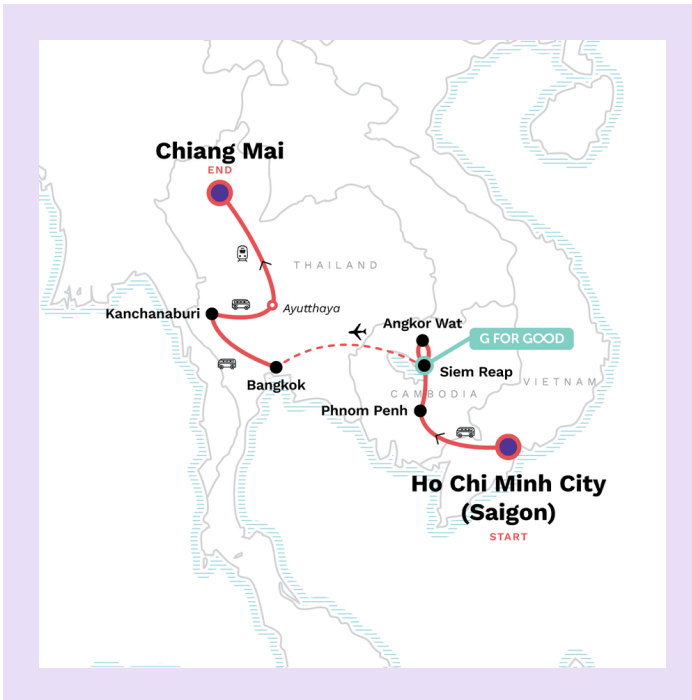 Chiang Mai
END
THAILAND
Kanchanaburi
Ayutthaya
Angkor Wat
G FOR GOOD
Siem Reap
Bangkok
VIETNAM
CAMBODIA
Phnom Penh
Ho Chi Minh City
(Saigon)
START